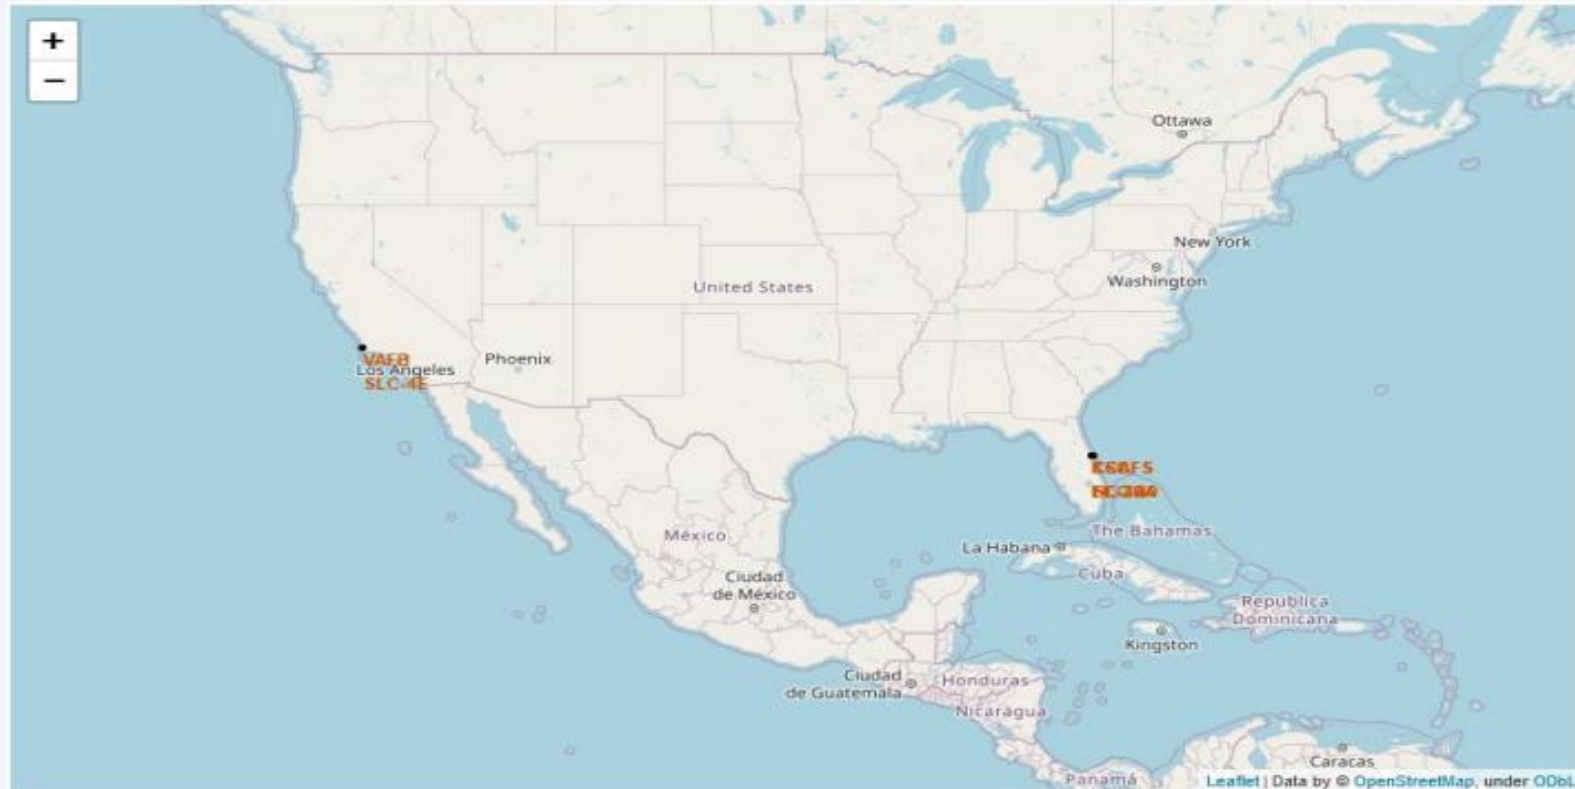 +
−
Ottawa
New York
Washington
United States
VAFB
Los Angeles
SLC-4E
Phoenix
México
The Bahamas
La Habana
Cuba
Ciudad
de México
República
Dominicana
Kingston
Ciudad
de Guatemala
Honduras
Nicaragua
Caracas
Panamá
Leaflet | Data by © OpenStreetMap, under ODbL